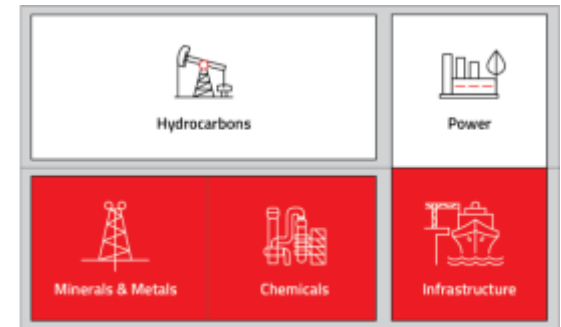 Hydrocarbons
Power
Minerals & Metals
Chemicals
Infrastructure